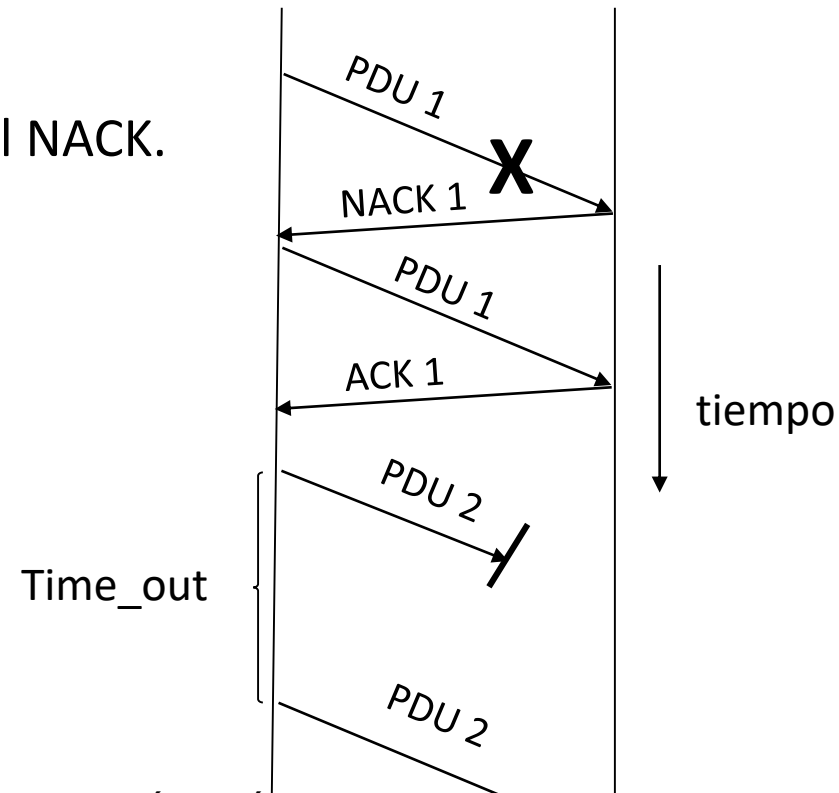 PDU 1
l NACK.
X
NACK 1
PDU 1
ACK 1
tiempo
PDU 2
Time_out
PDU 2